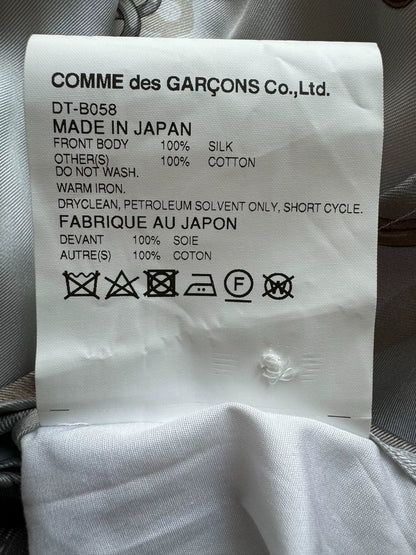 COMME des GARÇONS Co.,Ltd.
DT-B058
MADE IN JAPAN
FRONT BODY 100% SILK
OTHER(S) 100% COTTON
DO NOT WASH.
WARM IRON.
DRYCLEAN, PETROLEUM SOLVENT ONLY, SHORT CYCLE.
FABRIQUE AU JAPON
DEVANT 100% SOIE
AUTRE(S) 100% COTON
F W